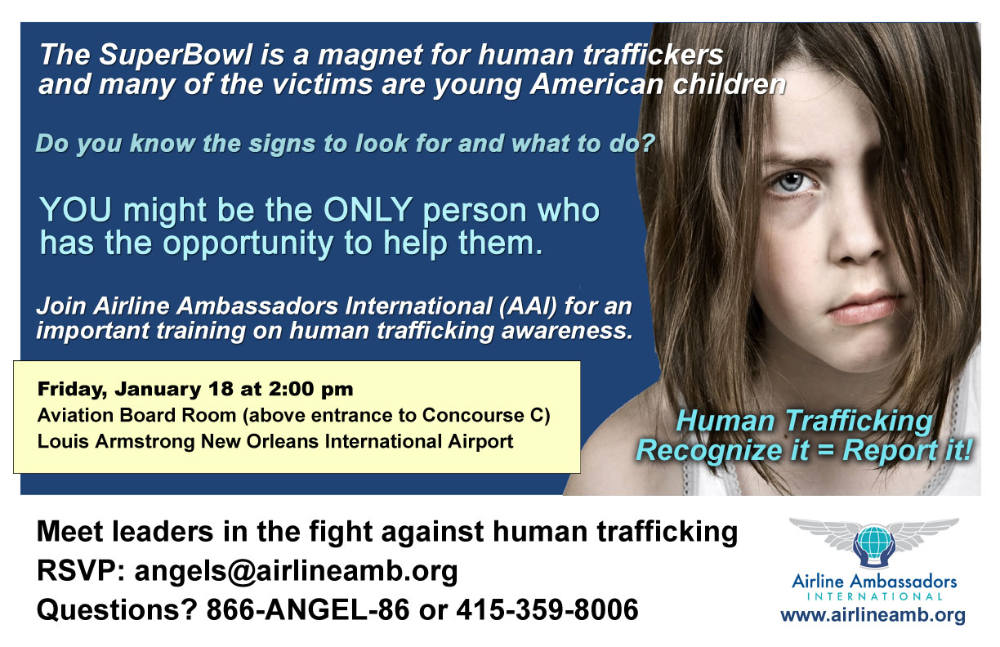 The SuperBowl is a magnet for human traffickers
and many of the victims are young American children
Do you know the signs to look for and what to do?
YOU might be the ONLY person who
has the opportunity to help them.
Join Airline Ambassadors International (AAI) for an
important training on human trafficking awareness.
Friday, January 18 at 2:00 pm
Aviation Board Room (above entrance to Concourse C)
Louis Armstrong New Orleans International Airport
Human Trafficking
Recognize it = Report it!
Meet leaders in the fight against human trafficking
RSVP: angels@airlineamb.org
Questions? 866-ANGEL-86 or 415-359-8006
Airline Ambassadors
INTERNATIONAL
www.airlineamb.org